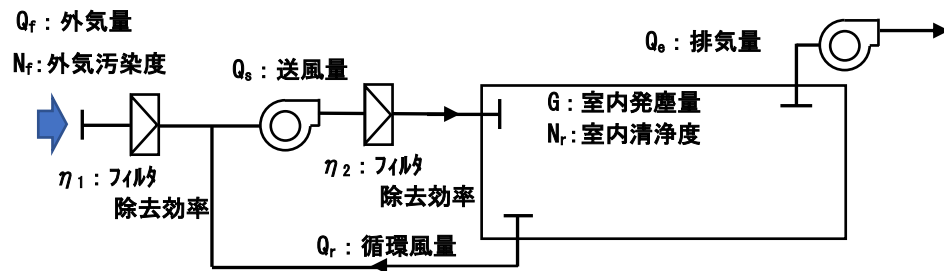 Qf：外気量
Nf：外気汚染度
Qs：送風量
Qe：排気量
G：室内発塵量
Nr：室内清浄度
η1：フィルタ
除去効率
η2：フィルタ
除去効率
Qr：循環風量